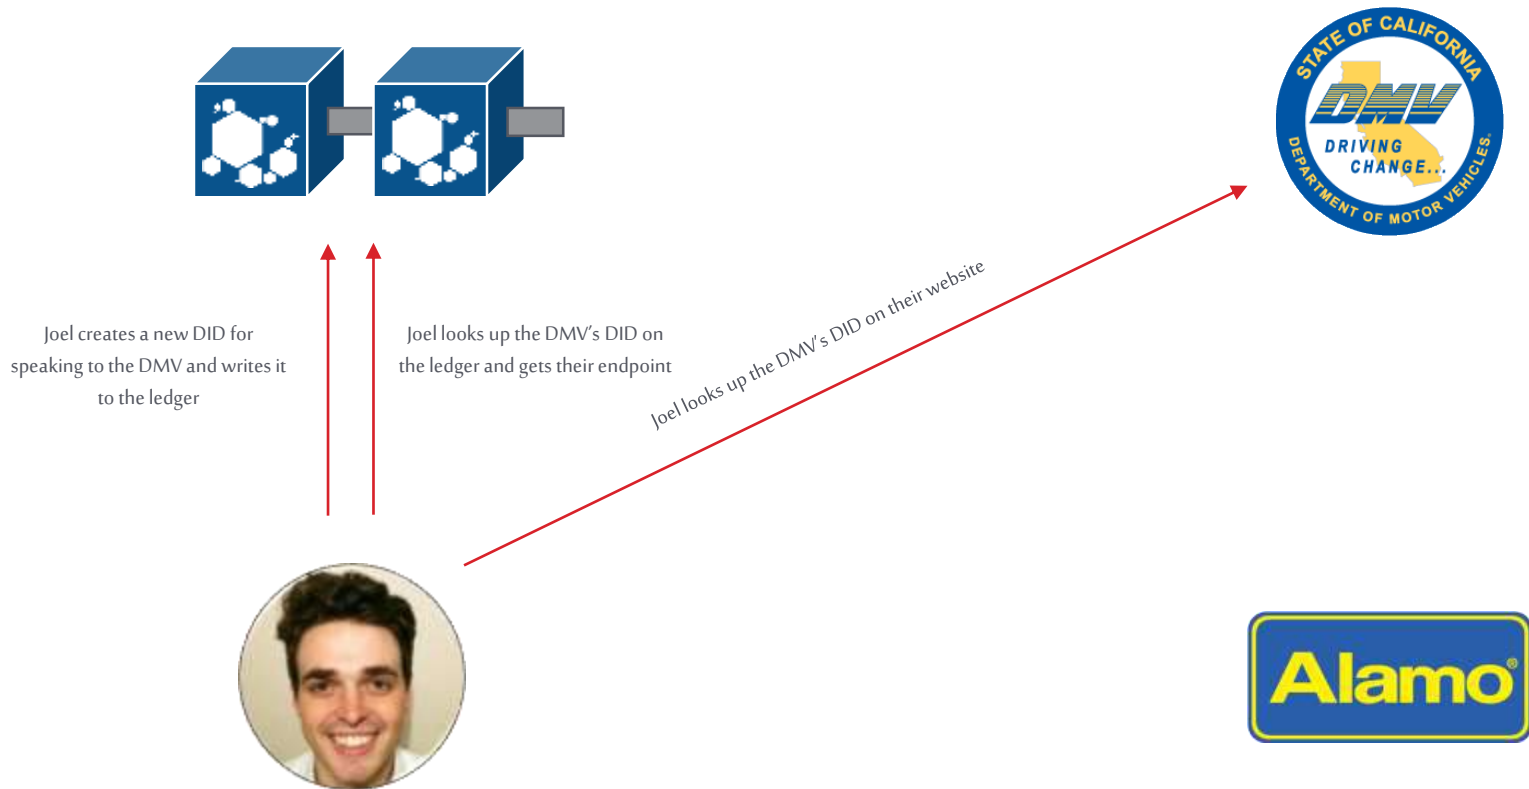 STATE OF CALIFORNIA
DMV
DRIVING
CHANGE...
DEPARTMENT OF MOTOR VEHICLES.
Joel creates a new DID for
speaking to the DMV and writes it
to the ledger
Joel looks up the DMV's DID on
the ledger and gets their endpoint
Joel looks up the DMV's DID on their website
Alamo®